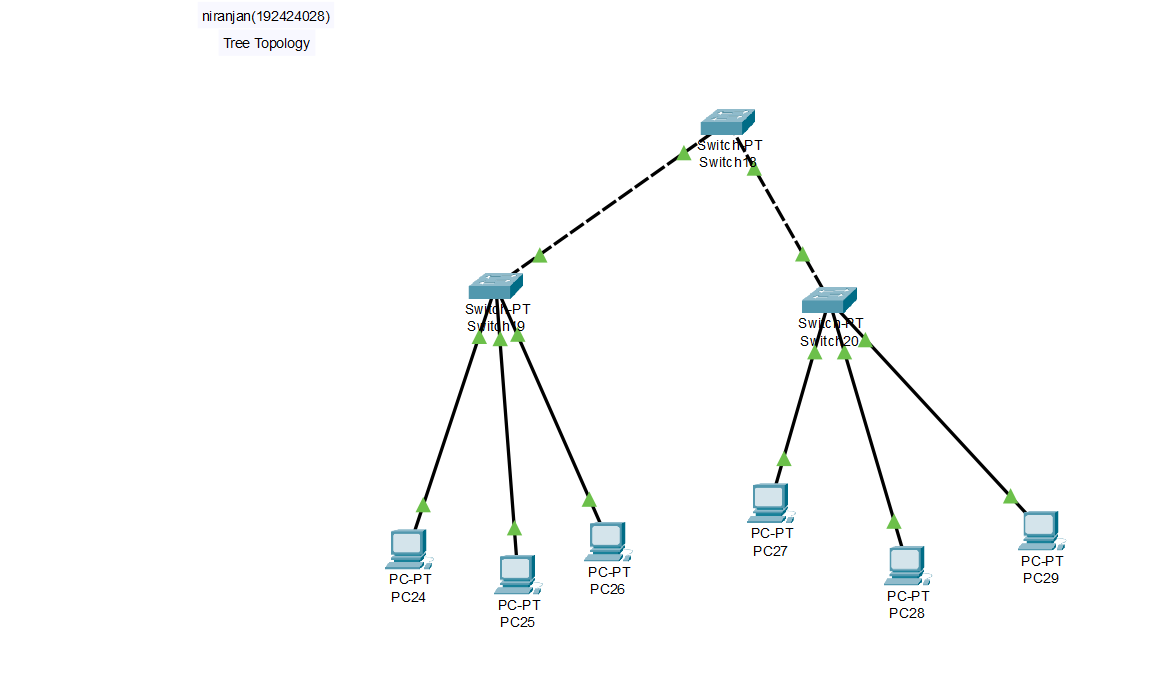 niranjan(192424028)
Tree Topology
Switch-PT
Switch18
Switch-PT
Switch19
Switch-PT
Switch20
PC-PT
PC24
PC-PT
PC25
PC-PT
PC26
PC-PT
PC27
PC-PT
PC28
PC-PT
PC29